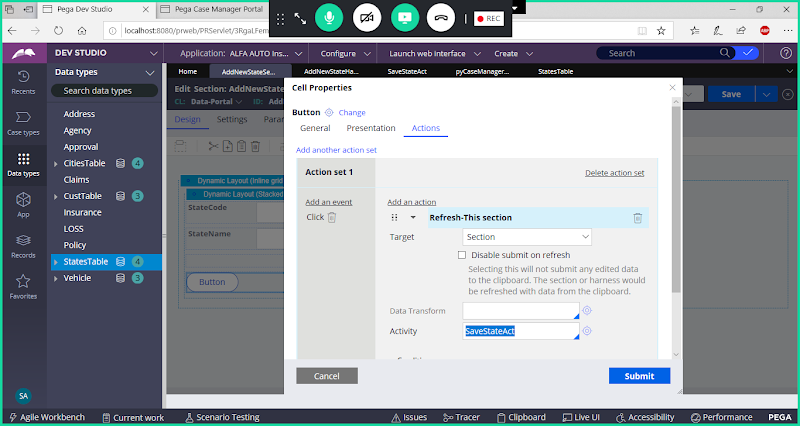 Pega Dev Studio
Pega Case Manager Portal
REC
localhost:8080/prweb/PRServlet/3RgaLFem
DEV STUDIO
Application: ALFA AUTO Ins...
Configure
Launch web Interface
Create
Search
Recents
Case types
Data types
App
Records
Favorites
SA
Data types
Search data types
Address
Agency
Approval
CitiesTable 4
Claims
CustTable 3
Insurance
LOSS
Policy
StatesTable 4
Vehicle 3
Home
AddNewStateSe...
AddNewStateHa...
SaveStateAct
pyCaseManager...
StatesTable
Edit Section: AddNewState
CL: Data-Portal ID: Add
Save
Design
Settings
Param
Dynamic Layout (Inline grid
Dynamic Layout (Stacked
StateCode
StateName
Button
Cell Properties
Button Change
General
Presentation
Actions
Add another action set
Action set 1
Delete action set
Add an event
Click
Add an action
Refresh-This section
Target Section
Disable submit on refresh
Selecting this will not submit any edited data
to the clipboard. The section or harness would
be refreshed with data from the clipboard.
Data Transform
Activity SaveStateAct
Cancel
Submit
Agile Workbench
Current work
Scenario Testing
Issues
Tracer
Clipboard
Live UI
Accessibility
Performance
PEGA